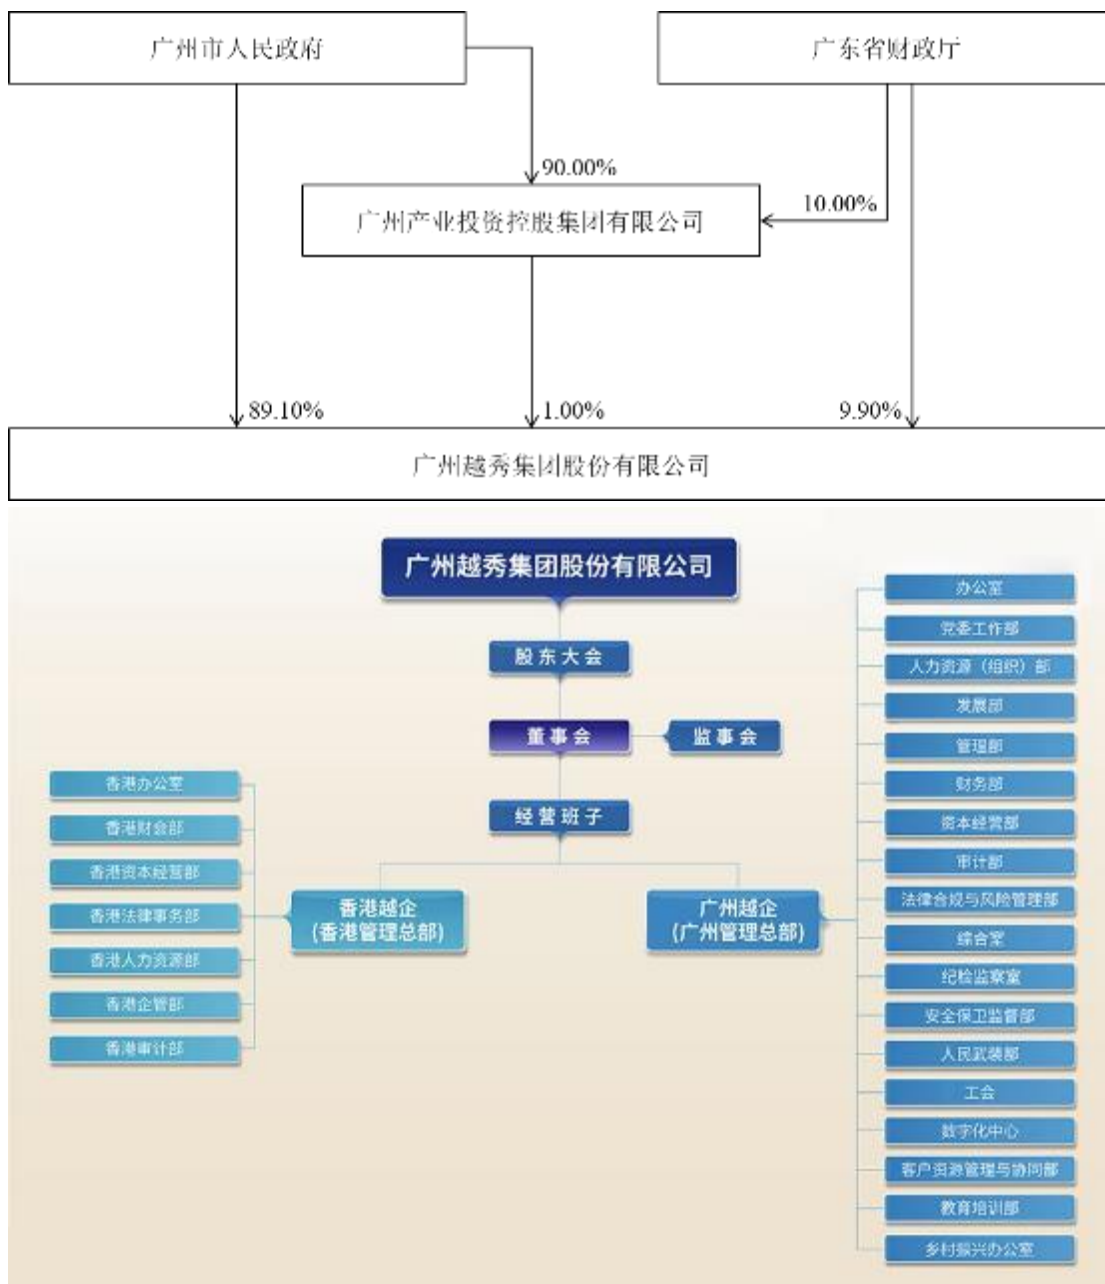 广州市人民政府
广东省财政厅
90.00%
10.00%
广州产业投资控股集团有限公司
89.10%
1.00%
9.90%
广州越秀集团股份有限公司
广州越秀集团股份有限公司
股东大会
董事会
监事会
经营班子
香港越企
(香港管理总部)
广州越企
(广州管理总部)
香港办公室
香港财会部
香港资本经营部
香港法律事务部
香港人力资源部
香港企管部
香港审计部
办公室
党委工作部
人力资源（组织）部
发展部
管理部
财务部
资本经营部
审计部
法律合规与风险管理部
综合室
纪检监察室
安全保卫监督部
人民武装部
工会
数字化中心
客户资源管理与协同部
教育培训部
乡村振兴办公室